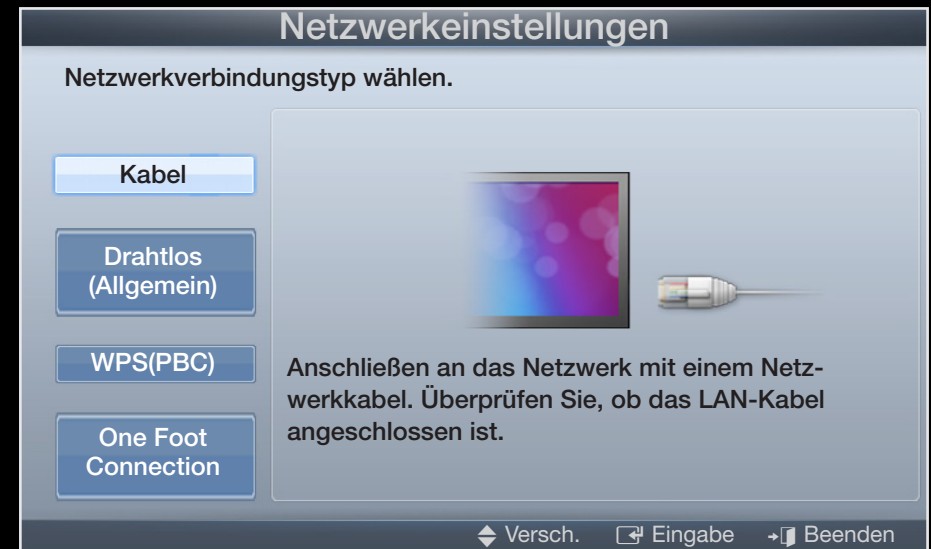 Netzwerkeinstellungen
Netzwerkverbindungstyp wählen.
Kabel
Drahtlos
(Allgemein)
WPS(PBC)
One Foot
Connection
Anschließen an das Netzwerk mit einem Netz-
werkkabel. Überprüfen Sie, ob das LAN-Kabel
angeschlossen ist.
Versch. Eingabe Beenden